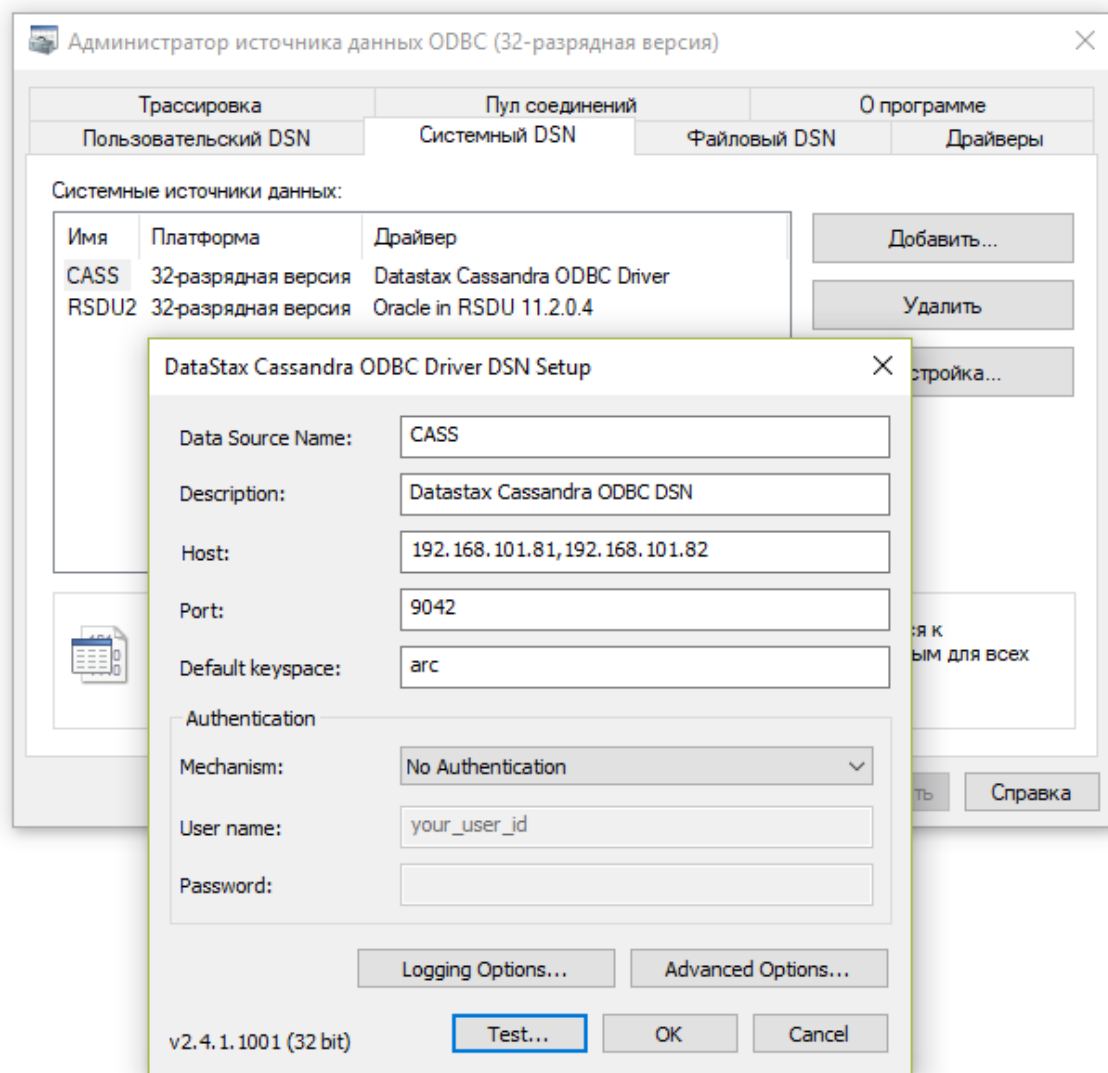 Администратор источника данных ODBC (32-разрядная версия)
Трассировка
Пул соединений
О программе
Пользовательский DSN
Системный DSN
Файловый DSN
Драйверы
Системные источники данных:
Имя Платформа Драйвер
CASS 32-разрядная версия Datastax Cassandra ODBC Driver
RSDU2 32-разрядная версия Oracle in RSDU 11.2.0.4
Добавить...
Удалить
стройка...
DataStax Cassandra ODBC Driver DSN Setup
Data Source Name: CASS
Description: Datastax Cassandra ODBC DSN
Host: 192.168.101.81,192.168.101.82
Port: 9042
Default keyspace: arc
ся к
ым для всех
Authentication
Mechanism: No Authentication
User name: your_user_id
Password:
ть
Справка
Logging Options...
Advanced Options...
v2.4.1.1001 (32 bit)
Test...
OK
Cancel